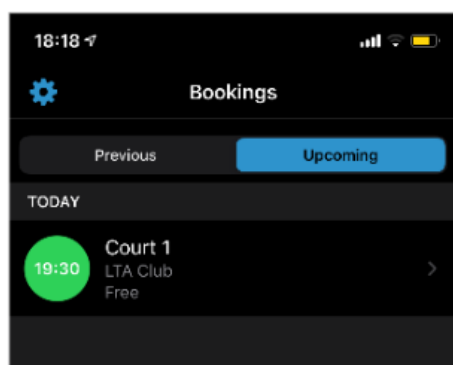 18:18
Bookings
Previous
Upcoming
TODAY
19:30
Court 1
LTA Club
Free